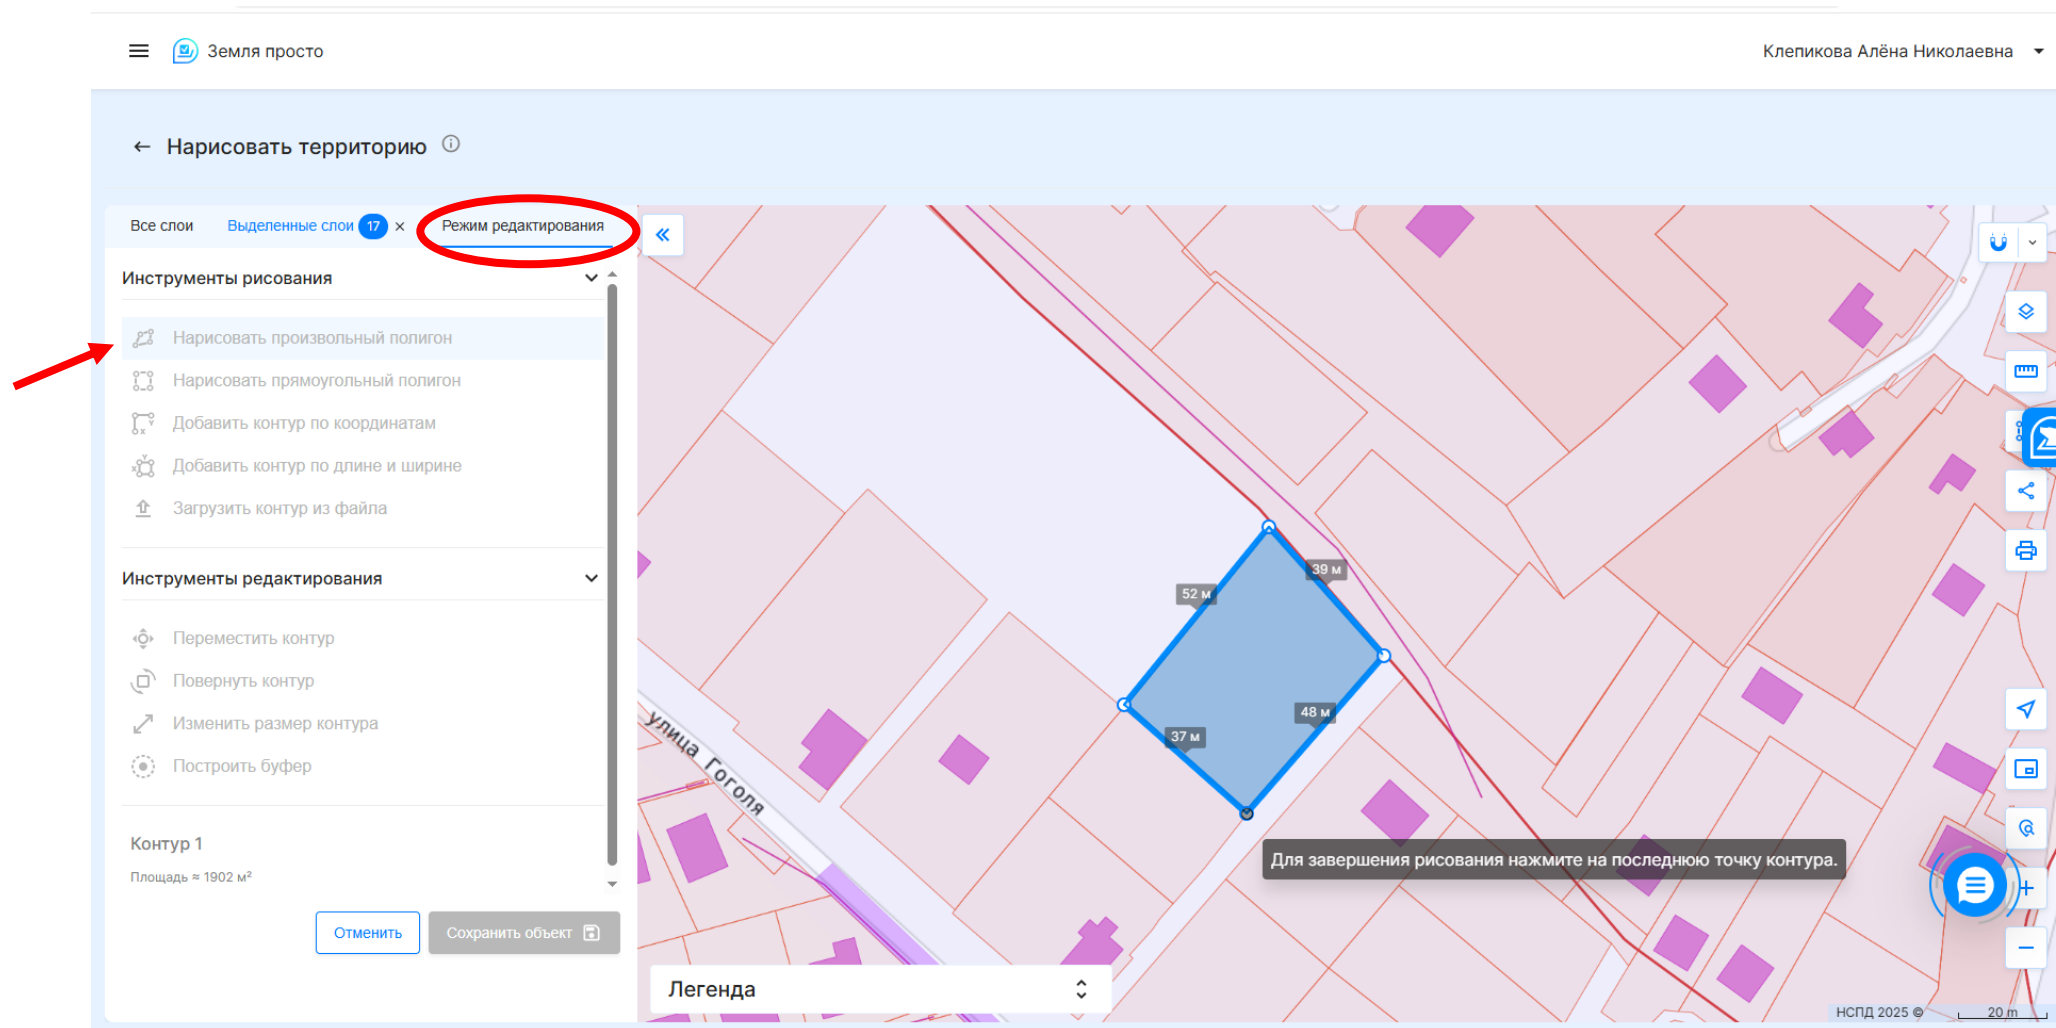 Земля просто
Клепикова Алёна Николаевна
Нарисовать территорию
Все слои
Выделенные слои 17
Режим редактирования
Инструменты рисования
Нарисовать произвольный полигон
Нарисовать прямоугольный полигон
Добавить контур по координатам
Добавить контур по длине и ширине
Загрузить контур из файла
Инструменты редактирования
Переместить контур
Повернуть контур
Изменить размер контура
Построить буфер
Контур 1
Площадь ≈ 1902 м²
Отменить
Сохранить объект
39 м
52 м
48 м
37 м
улица Гоголя
Для завершения рисования нажмите на последнюю точку контура.
Легенда
НСПД 2025 ©
20 m